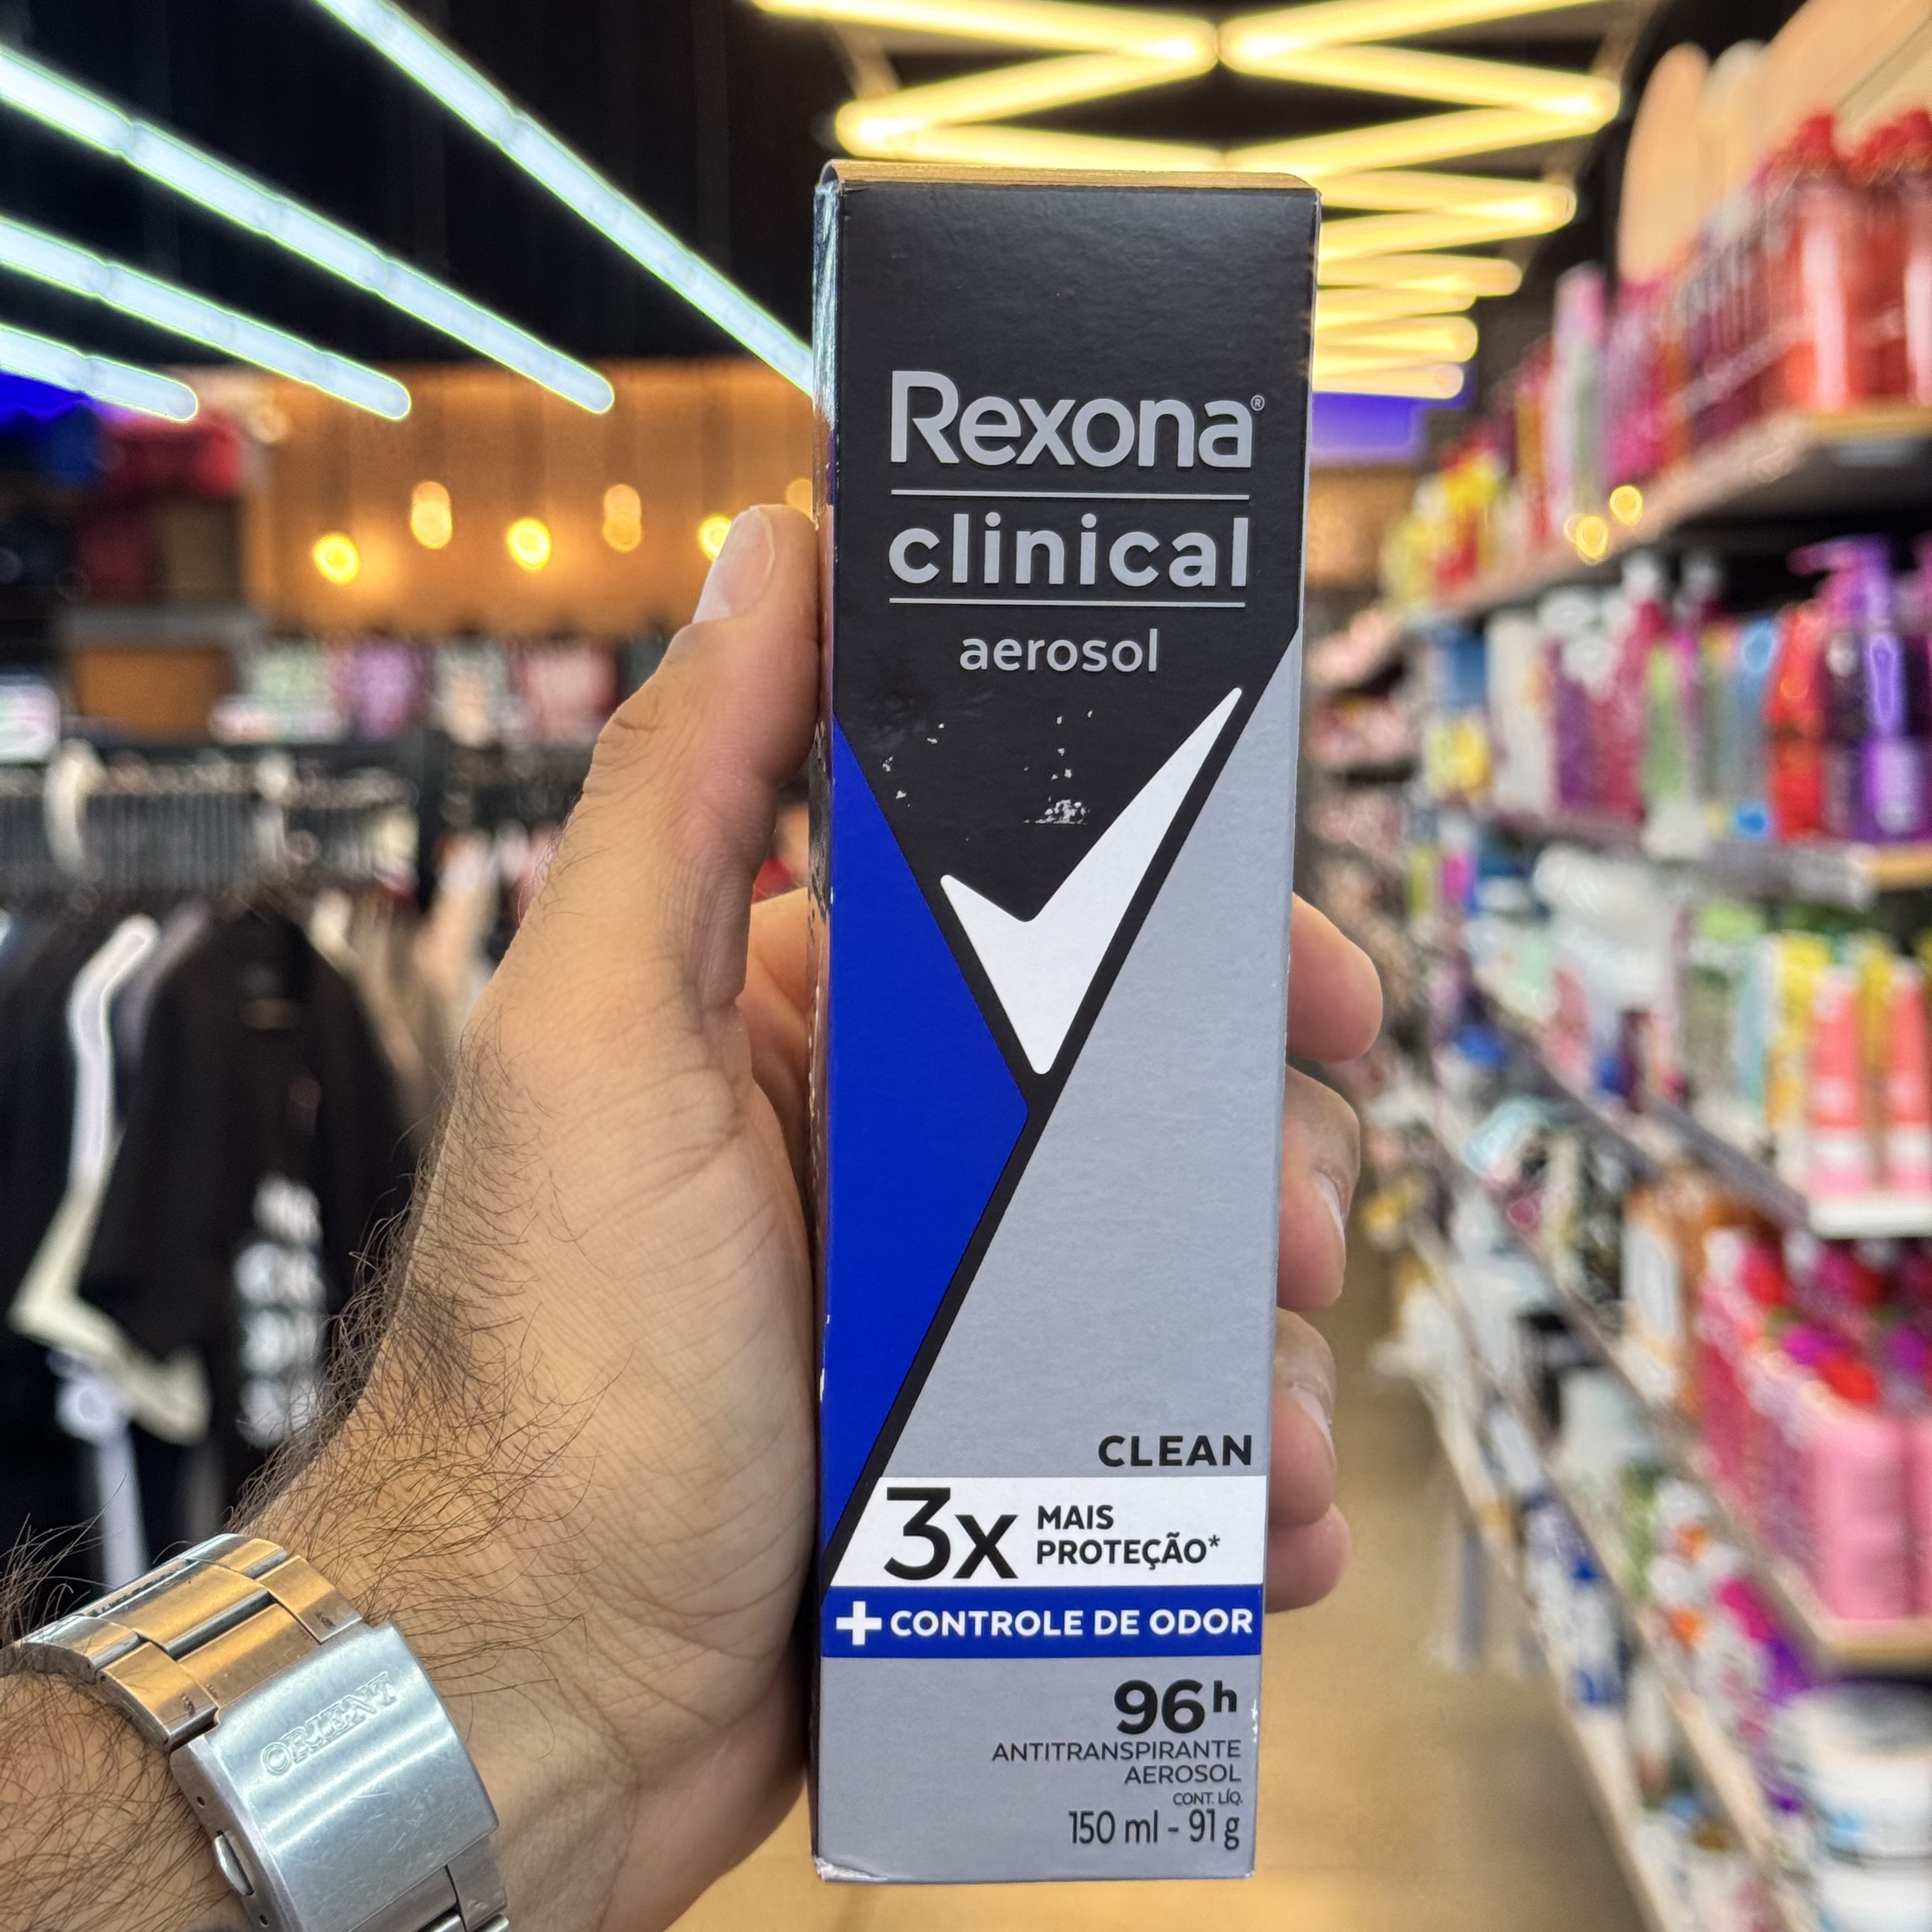 Rexona®
clinical
aerosol
CLEAN
3x MAIS
PROTEÇÃO*
+ CONTROLE DE ODOR
96h
ANTITRANSPIRANTE
AEROSOL
CONT. LÍQ.
150 ml - 91 g
ORIENT